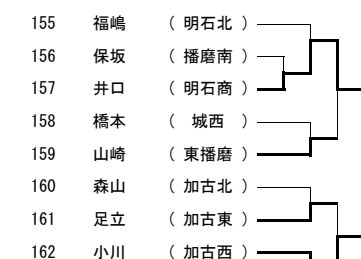 155 福嶋 ( 明石北 )
156 保坂 ( 播磨南 )
157 井口 ( 明石商 )
158 橋本 ( 城西 )
159 山崎 ( 東播磨 )
160 森山 ( 加古北 )
161 足立 ( 加古東 )
162 小川 ( 加古西 )